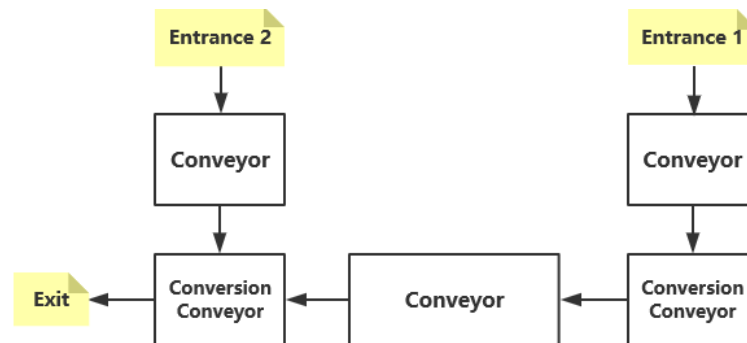 Entrance 2
Entrance 1
Conveyor
Conveyor
Exit
Conversion
Conveyor
Conveyor
Conversion
Conveyor